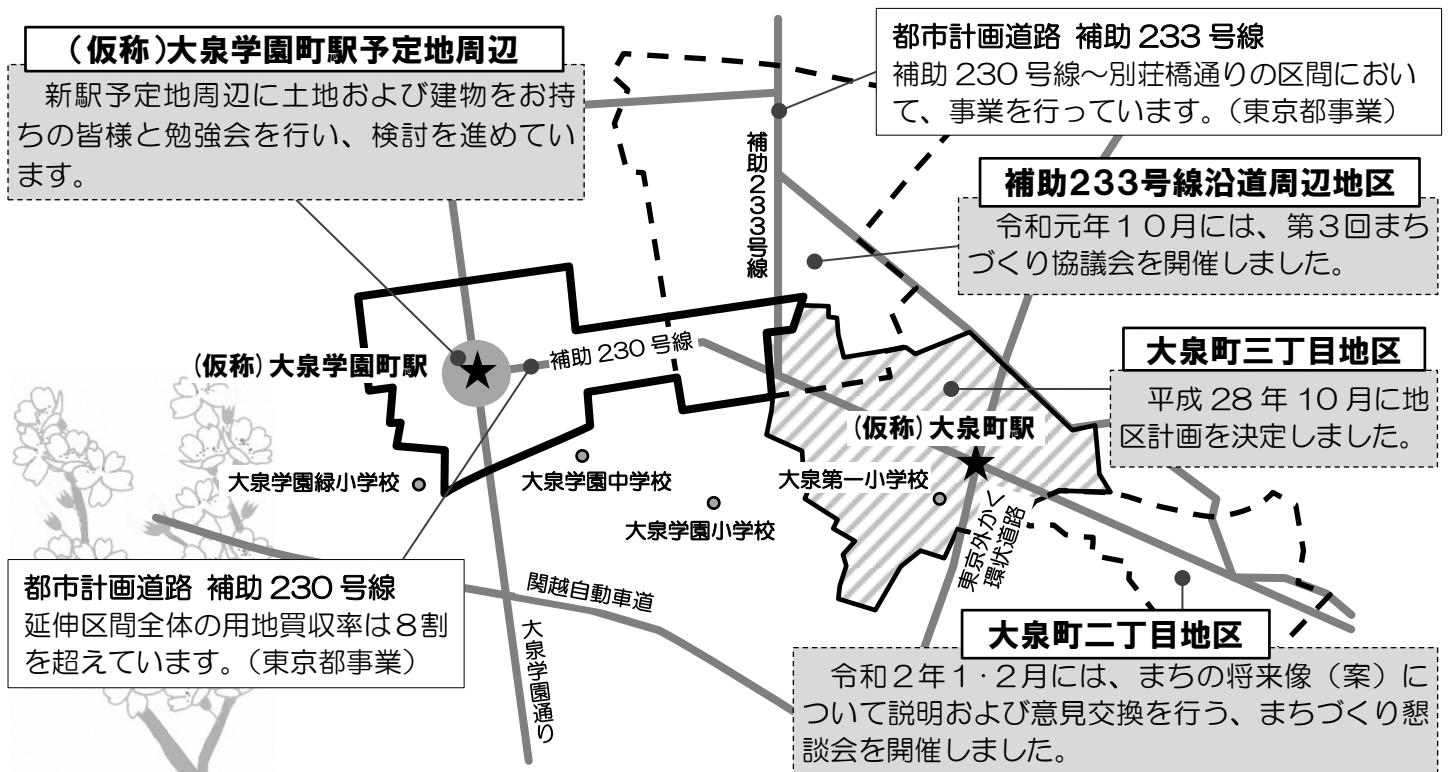 (仮称)大泉学園町駅予定地周辺
新駅予定地周辺に土地および建物をお持
ちの皆様と勉強会を行い、検討を進めてい
ます。
都市計画道路 補助 233 号線
補助 230 号線~別荘橋通りの区間におい
て、事業を行っています。(東京都事業)
補助233号線
補助233号線沿道周辺地区
令和元年10月には、第3回まち
づくり協議会を開催しました。
(仮称)大泉学園町駅
補助 230 号線
大泉町三丁目地区
平成 28 年 10 月に地
区計画を決定しました。
(仮称)大泉町駅
大泉学園緑小学校
大泉学園中学校
大泉学園小学校
大泉第一小学校
東京外かく
環状道路
都市計画道路 補助 230 号線
延伸区間全体の用地買収率は8割
を超えています。(東京都事業)
関越自動車道
大泉学園通り
大泉町二丁目地区
令和2年1・2月には、まちの将来像(案)に
ついて説明および意見交換を行う、まちづくり懇
談会を開催しました。